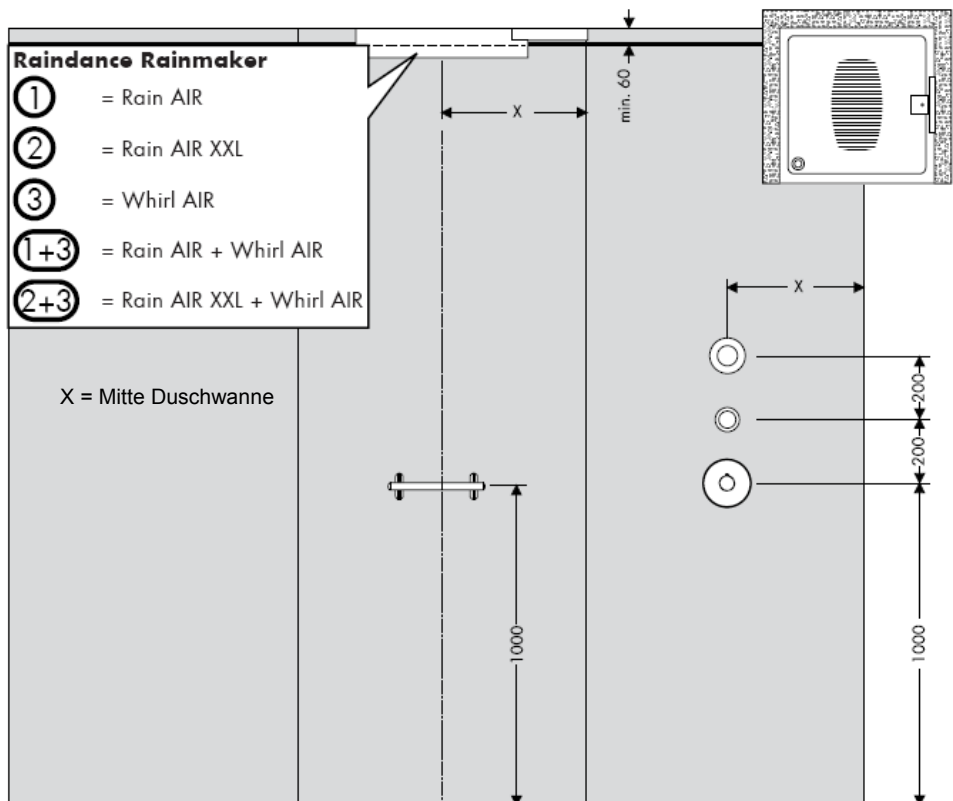 Raindance Rainmaker
1 = Rain AIR
2 = Rain AIR XXL
3 = Whirl AIR
1+3 = Rain AIR + Whirl AIR
2+3 = Rain AIR XXL + Whirl AIR
X = Mitte Duschwanne
X
min. 60
X
200
200
1000
1000